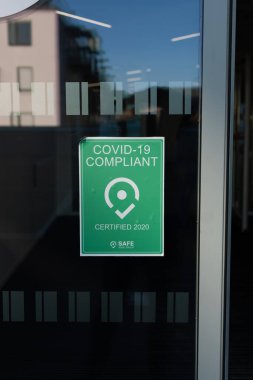 COVID-19
COMPLIANT
CERTIFIED 2020
SAFE